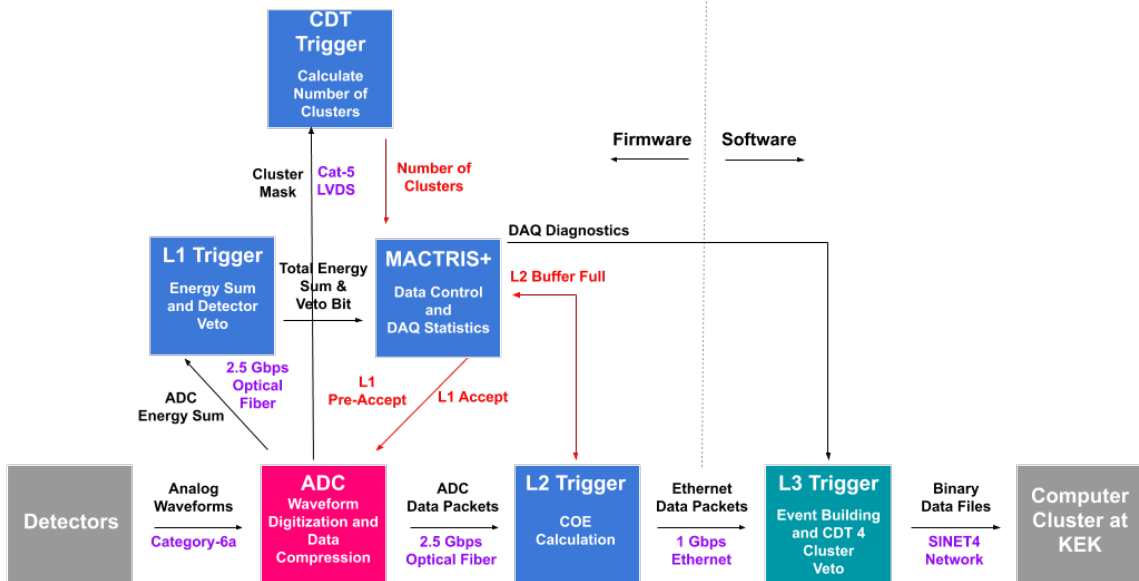 CDT
Trigger
Calculate
Number of
Clusters
Firmware
Software
Cluster
Mask
Cat-5
LVDS
Number of
Clusters
DAQ Diagnostics
L1 Trigger
Energy Sum
and Detector
Veto
Total Energy
Sum &
Veto Bit
MACTRIS+
Data Control
and
DAQ Statistics
L2 Buffer Full
2.5 Gbps
Optical
Fiber
ADC
Energy Sum
L1
Pre-Accept
L1 Accept
Detectors
Analog
Waveforms
Category-6a
ADC
Waveform
Digitization and
Data
Compression
ADC
Data Packets
2.5 Gbps
Optical Fiber
L2 Trigger
COE
Calculation
Ethernet
Data Packets
1 Gbps
Ethernet
L3 Trigger
Event Building
and CDT 4
Cluster
Veto
Binary
Data Files
SINET4
Network
Computer
Cluster at
KEK